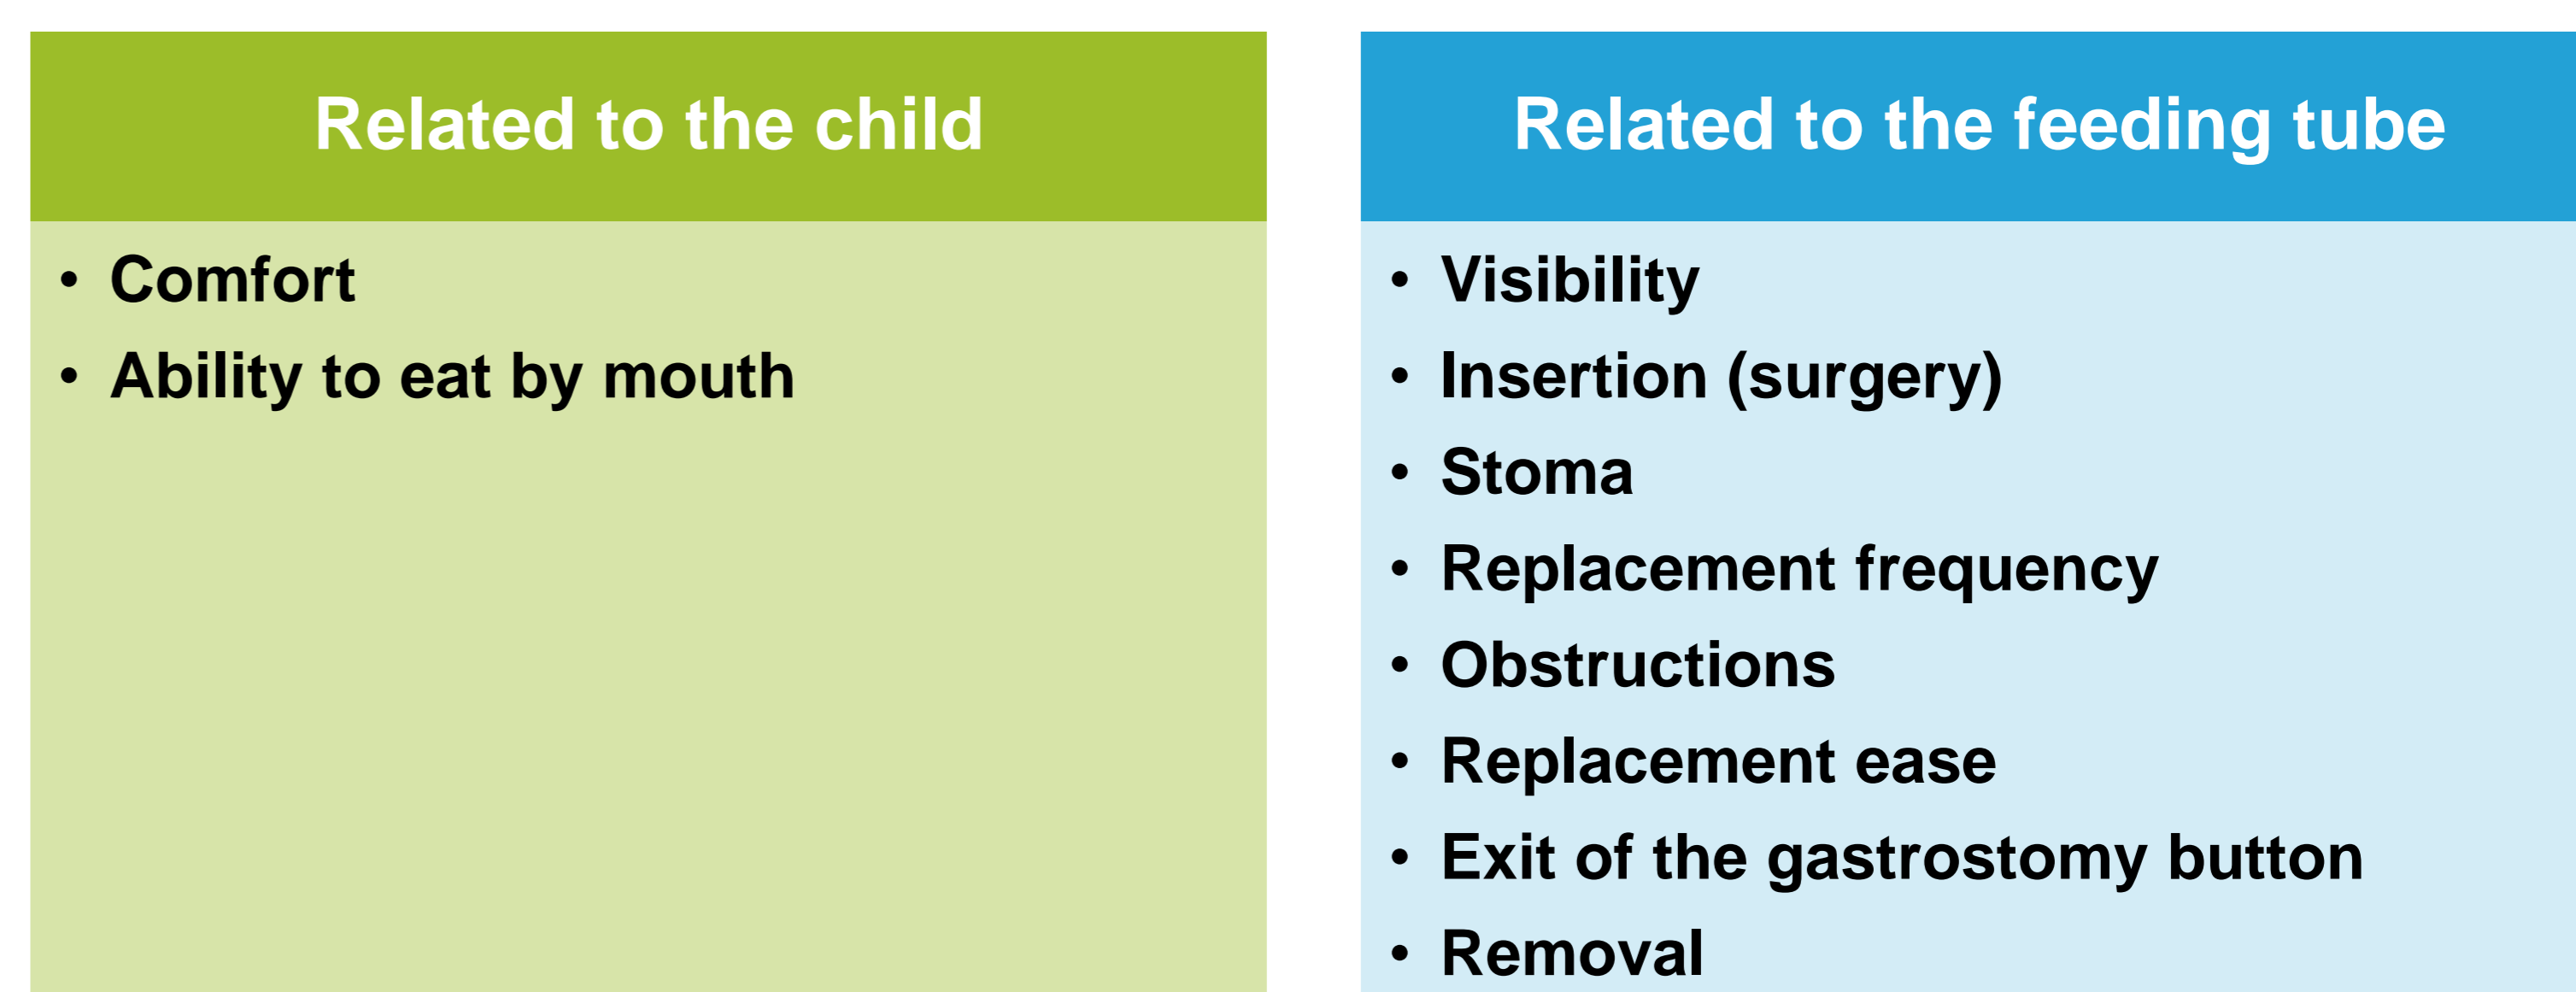 Related to the child
• Comfort
• Ability to eat by mouth
Related to the feeding tube
• Visibility
• Insertion (surgery)
• Stoma
• Replacement frequency
• Obstructions
• Replacement ease
• Exit of the gastrostomy button
• Removal